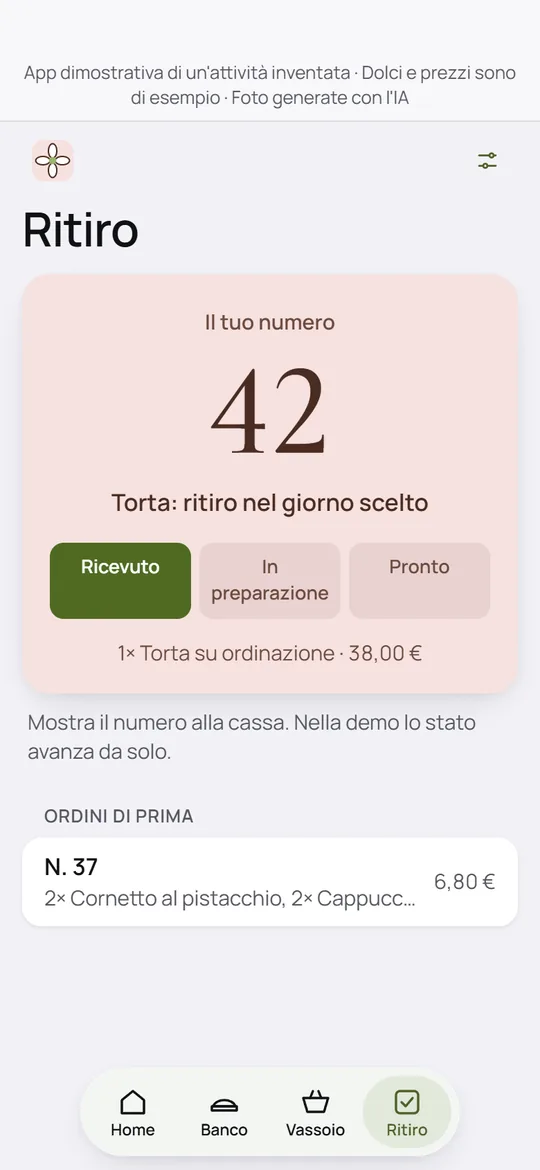 App dimostrativa di un'attività inventata · Dolci e prezzi sono
di esempio · Foto generate con l'IA
Ritiro
Il tuo numero
42
Torta: ritiro nel giorno scelto
Ricevuto
In
preparazione
Pronto
1× Torta su ordinazione · 38,00 €
Mostra il numero alla cassa. Nella demo lo stato
avanza da solo.
ORDINI DI PRIMA
N. 37
2× Cornetto al pistacchio, 2× Cappucc...
6,80 €
Home
Banco
Vassoio
Ritiro